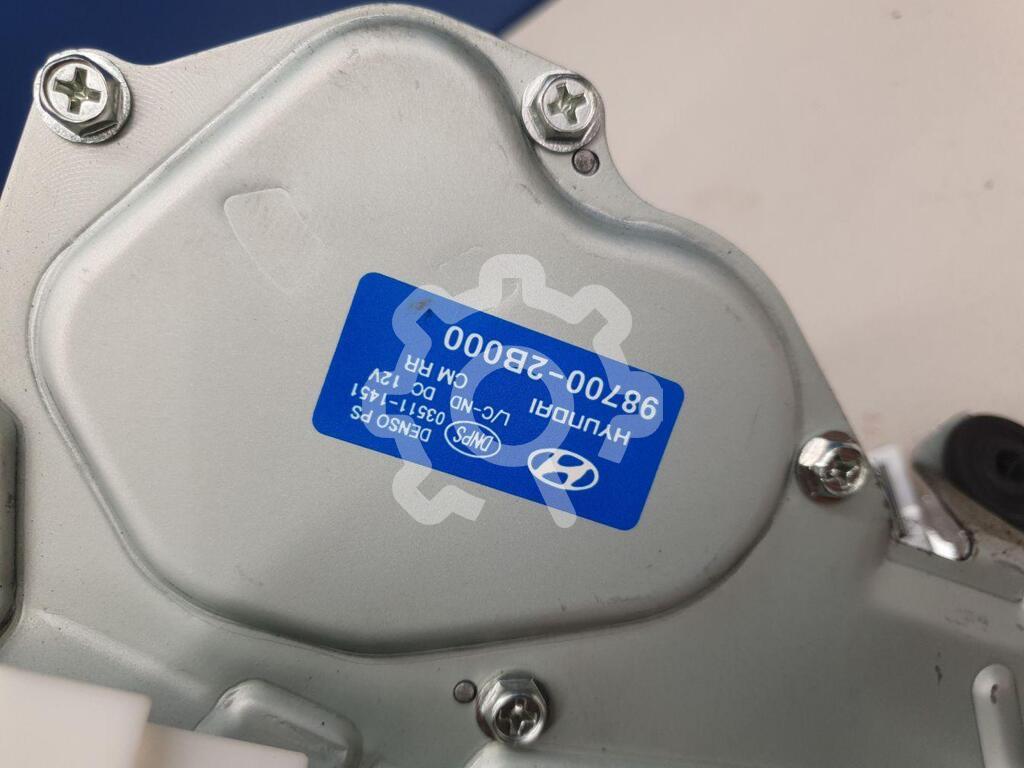 HYUNDAI
98700-2B000
L/C-ND DC 12V CM RR
DNPS 03511-1451
DENSO PS